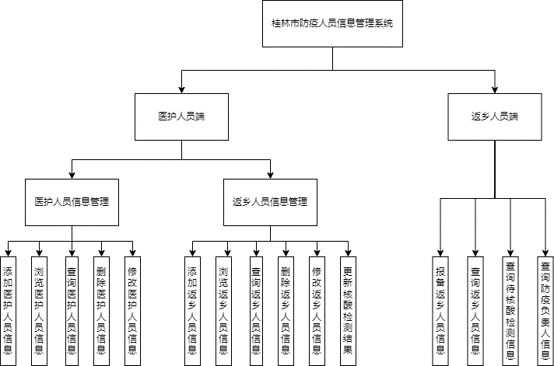 桂林市防疫人员信息管理系统
医护人员端
返乡人员端
医护人员信息管理
返乡人员信息管理
添加医护人员信息
浏览医护人员信息
查询医护人员信息
删除医护人员信息
修改医护人员信息
添加返乡人员信息
浏览返乡人员信息
查询返乡人员信息
删除返乡人员信息
修改返乡人员信息
更新核酸检测结果
报备返乡人员信息
查询返乡人员信息
查询待核酸检测信息
查询防疫负责人信息